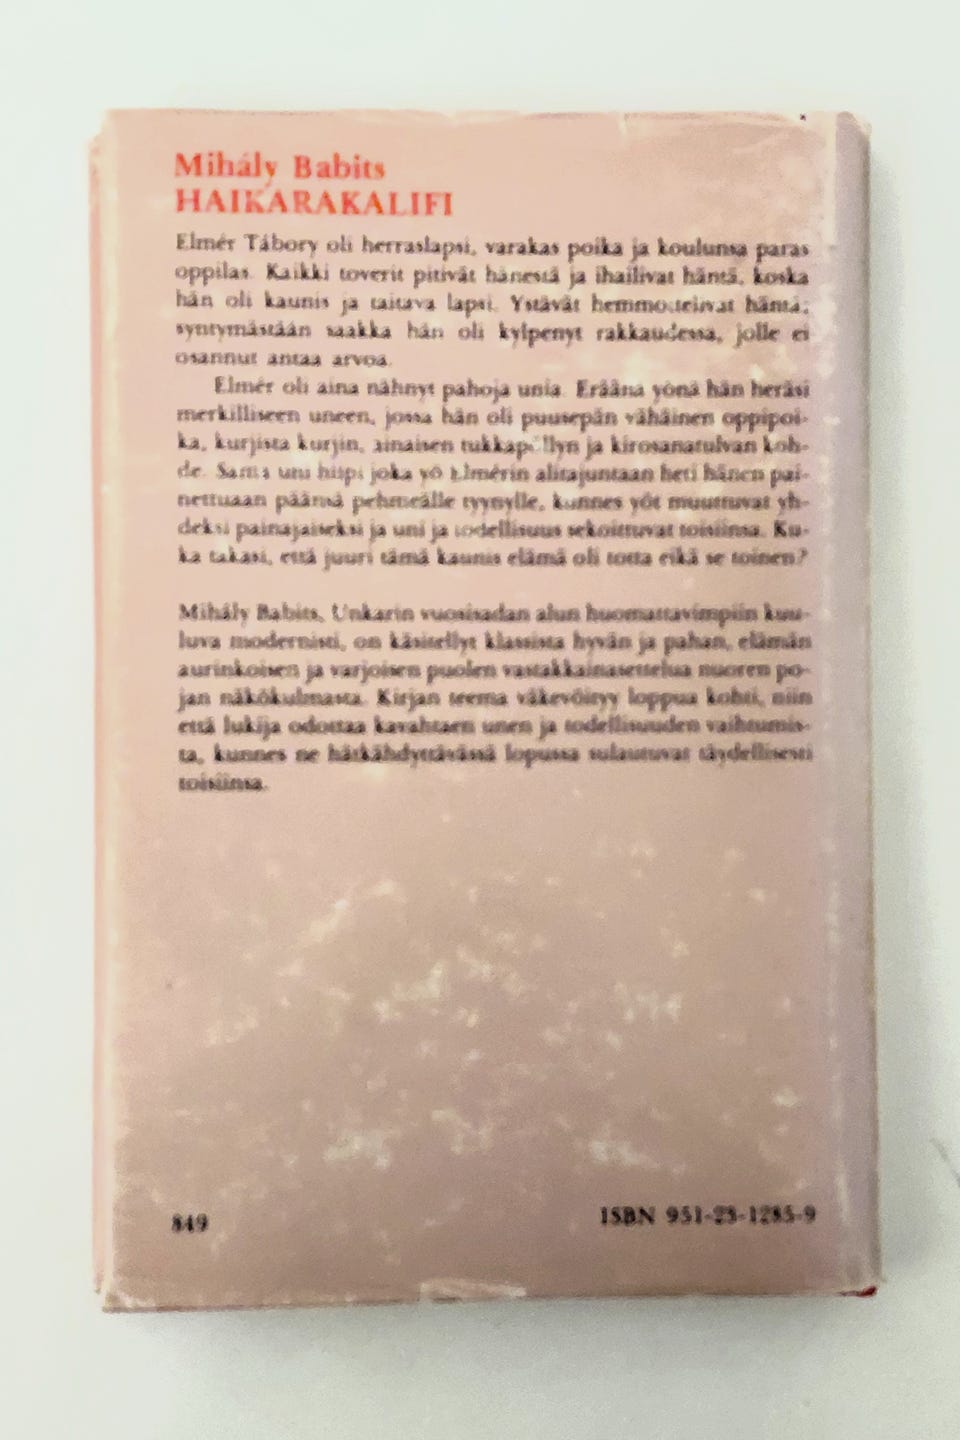 Mihály Babits
HAIKARAKALIFI
Elmér Tábory oli herraslapsi, varakas poika ja koulunsa paras
oppilas. Kaikki toverit pitivät hänestä ja ihailivat häntä, koska
hän oli kaunis ja taitava lapsi. Ystävät hemmottelivat häntä;
syntymästään saakka hän oli kylpenyt rakkaudessa, jolle ei
osannut antaa arvoa.
Elmér oli aina nähnyt pahoja unia. Eräänä yönä hän heräsi
merkilliseen uneen, jossa hän oli puusepän vähäinen oppipoi-
ka, kurjista kurjin, ainaisen tukkapöllyn ja kirosanatulvan koh-
de. Sama uni hiipi joka yö Elmérin alitajuntaan heti hänen pai-
nettuaan päänsä pehmeälle tyynylle, kunnes yöt muuttuvat yh-
deksi painajaiseksi ja uni ja todellisuus sekoittuvat toisiinsa. Ku-
ka takasi, että juuri tämä kaunis elämä oli totta eikä se toinen?
Mihály Babits, Unkarin vuosisadan alun huomattavimpiin kuu-
luva modernisti, on käsitellyt klassista hyvän ja pahan, elämän
aurinkoisen ja varjoisen puolen vastakkainasettelua nuoren po-
jan näkökulmasta. Kirjan teema väkevöityy loppua kohti, niin
että lukija odottaa kavahtaen unen ja todellisuuden vaihtumis-
ta, kunnes ne hätkähdyttävässä lopussa sulautuvat täydellisesti
toisiinsa.
849
ISBN 951-23-1285-9